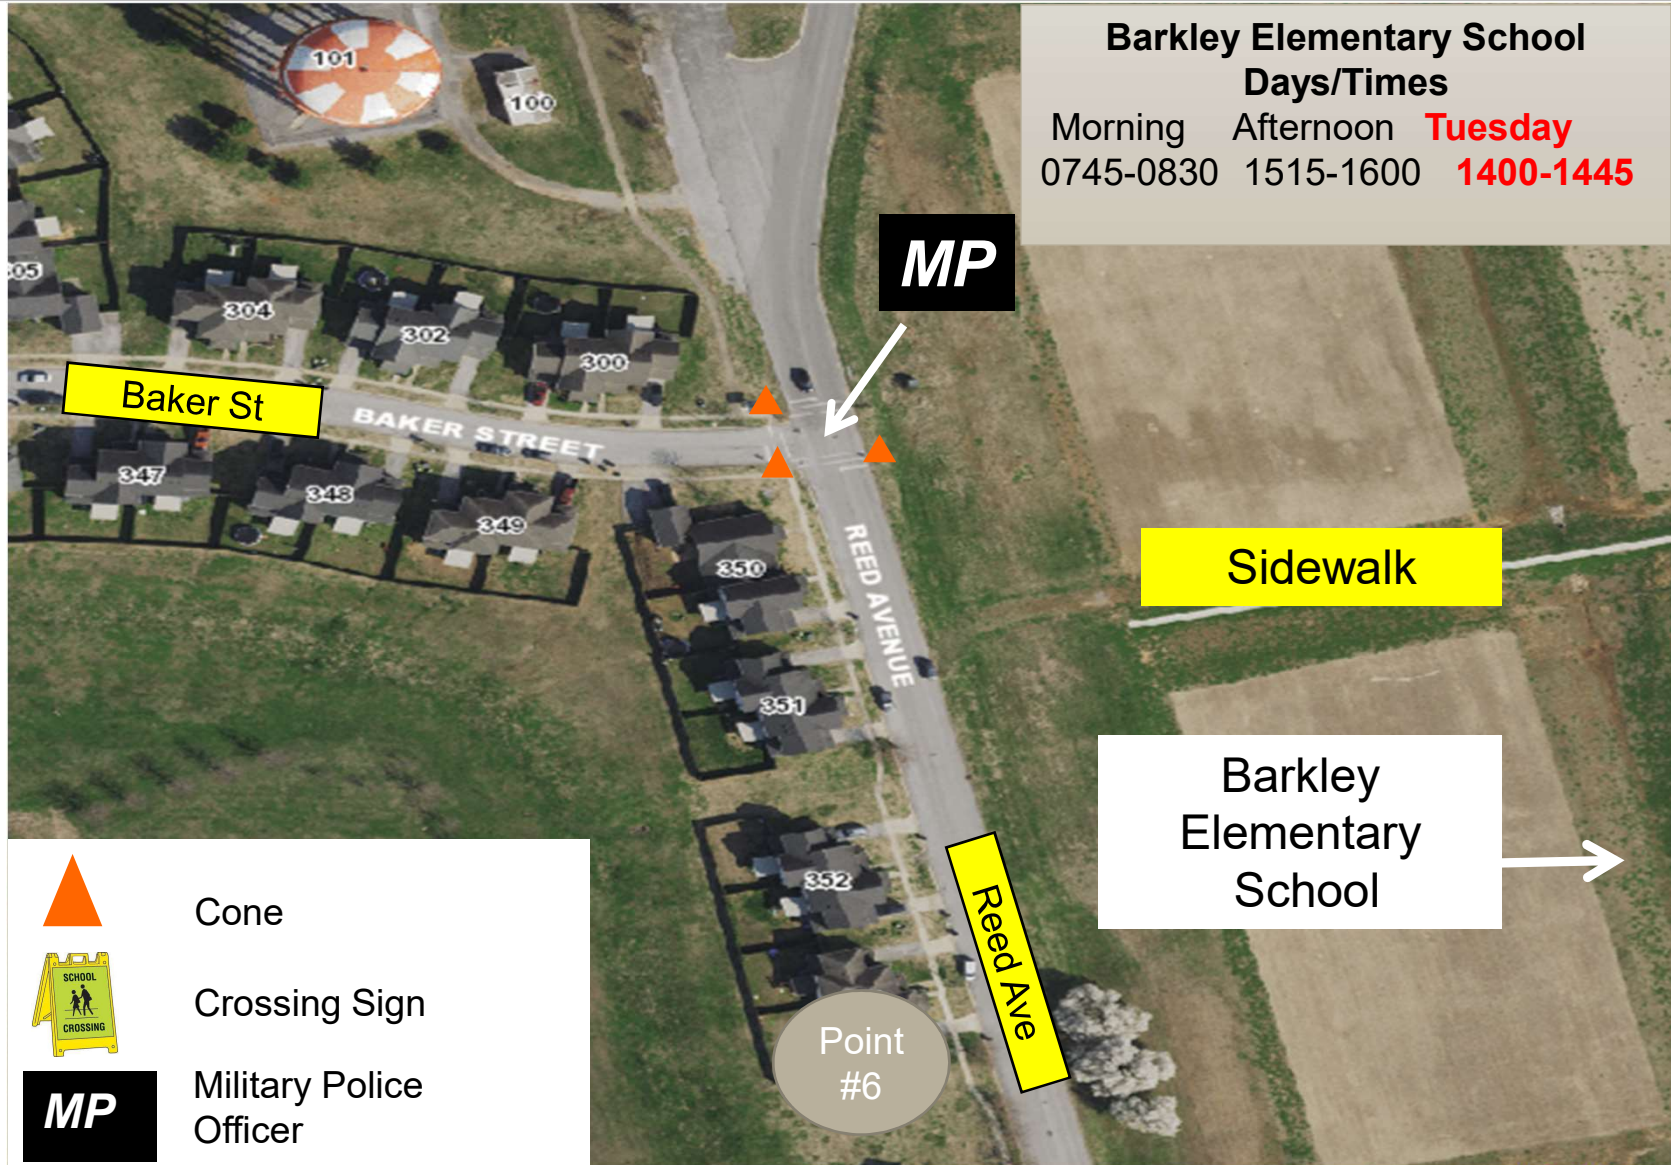 Barkley Elementary School
Days/Times
Morning Afternoon Tuesday
0745-0830 1515-1600 1400-1445
101
100
MP
305
304
302
300
Baker St
BAKER STREET
347
348
349
350
REED AVENUE
Sidewalk
351
Barkley
Elementary
School
352
Reed Ave
Point
#6
Cone
SCHOOL
CROSSING
Crossing Sign
MP
Military Police
Officer